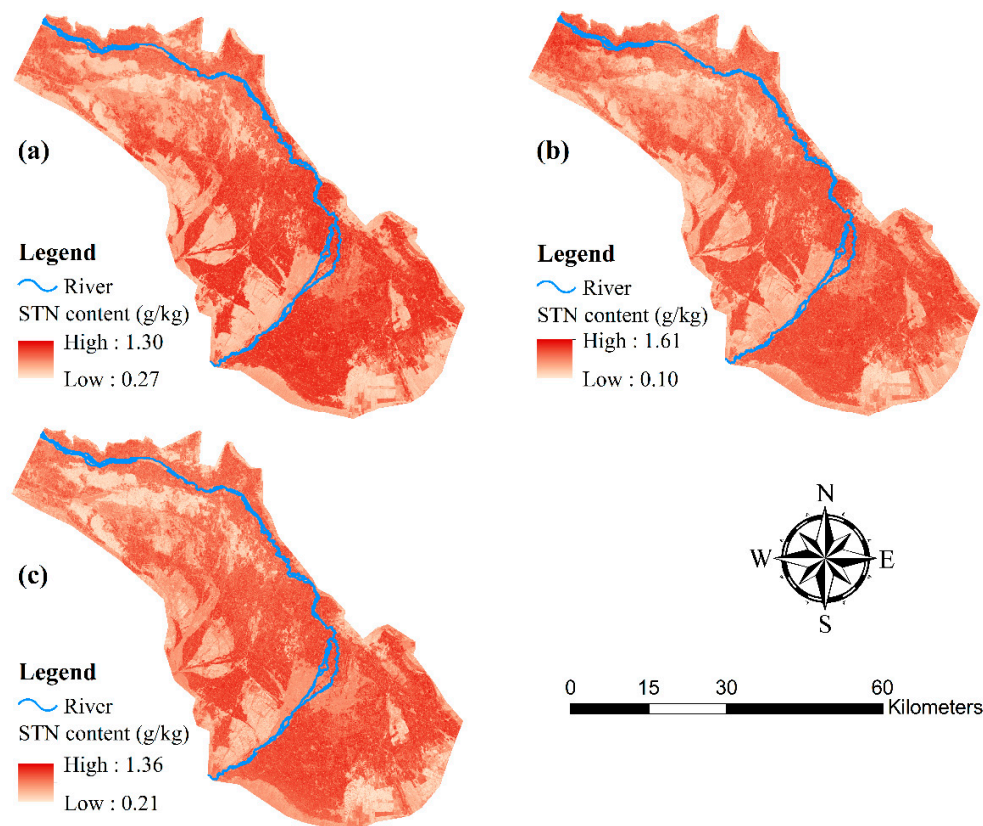 (a)
Legend
River
STN content (g/kg)
High : 1.30
Low : 0.27
(b)
Legend
River
STN content (g/kg)
High : 1.61
Low : 0.10
(c)
Legend
River
STN content (g/kg)
High : 1.36
Low : 0.21
N
W E
S
0 15 30 60
Kilometers